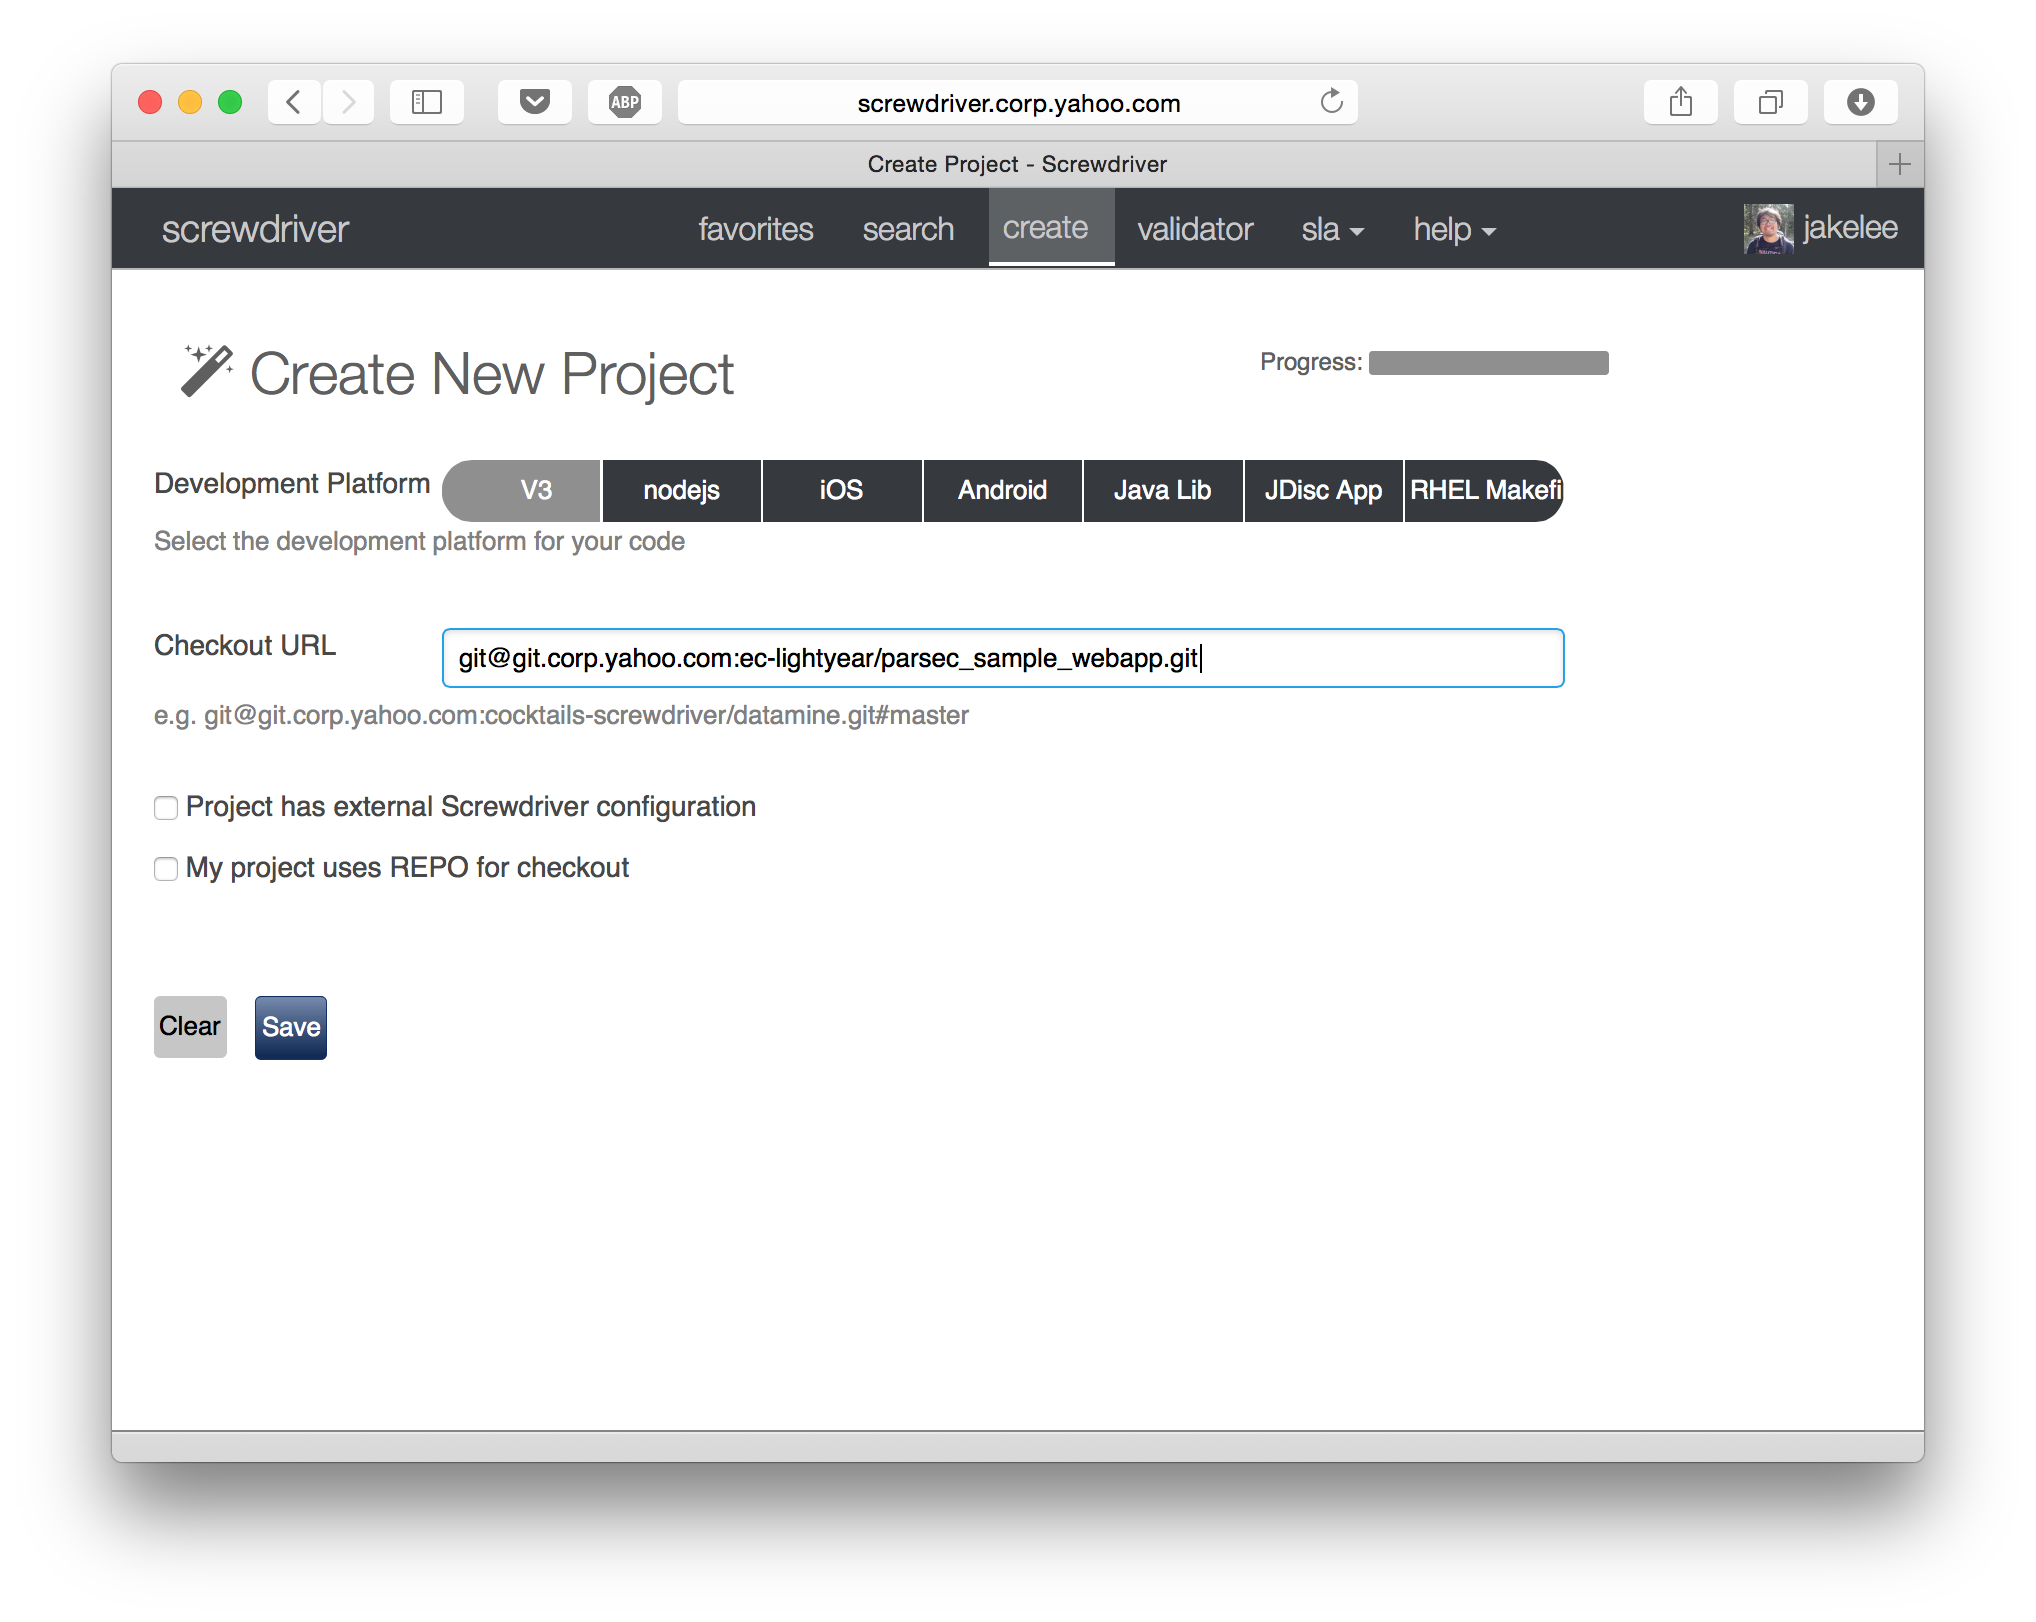 ABP
screwdriver.corp.yahoo.com
Create Project - Screwdriver
screwdriver favorites search create validator sla help jakelee
Create New Project
Progress:
Development Platform V3 nodejs iOS Android Java Lib JDisc App RHEL Makefi
Select the development platform for your code
Checkout URL git@git.corp.yahoo.com:ec-lightyear/parsec_sample_webapp.git
e.g. git@git.corp.yahoo.com:cocktails-screwdriver/datamine.git#master
Project has external Screwdriver configuration
My project uses REPO for checkout
Clear Save